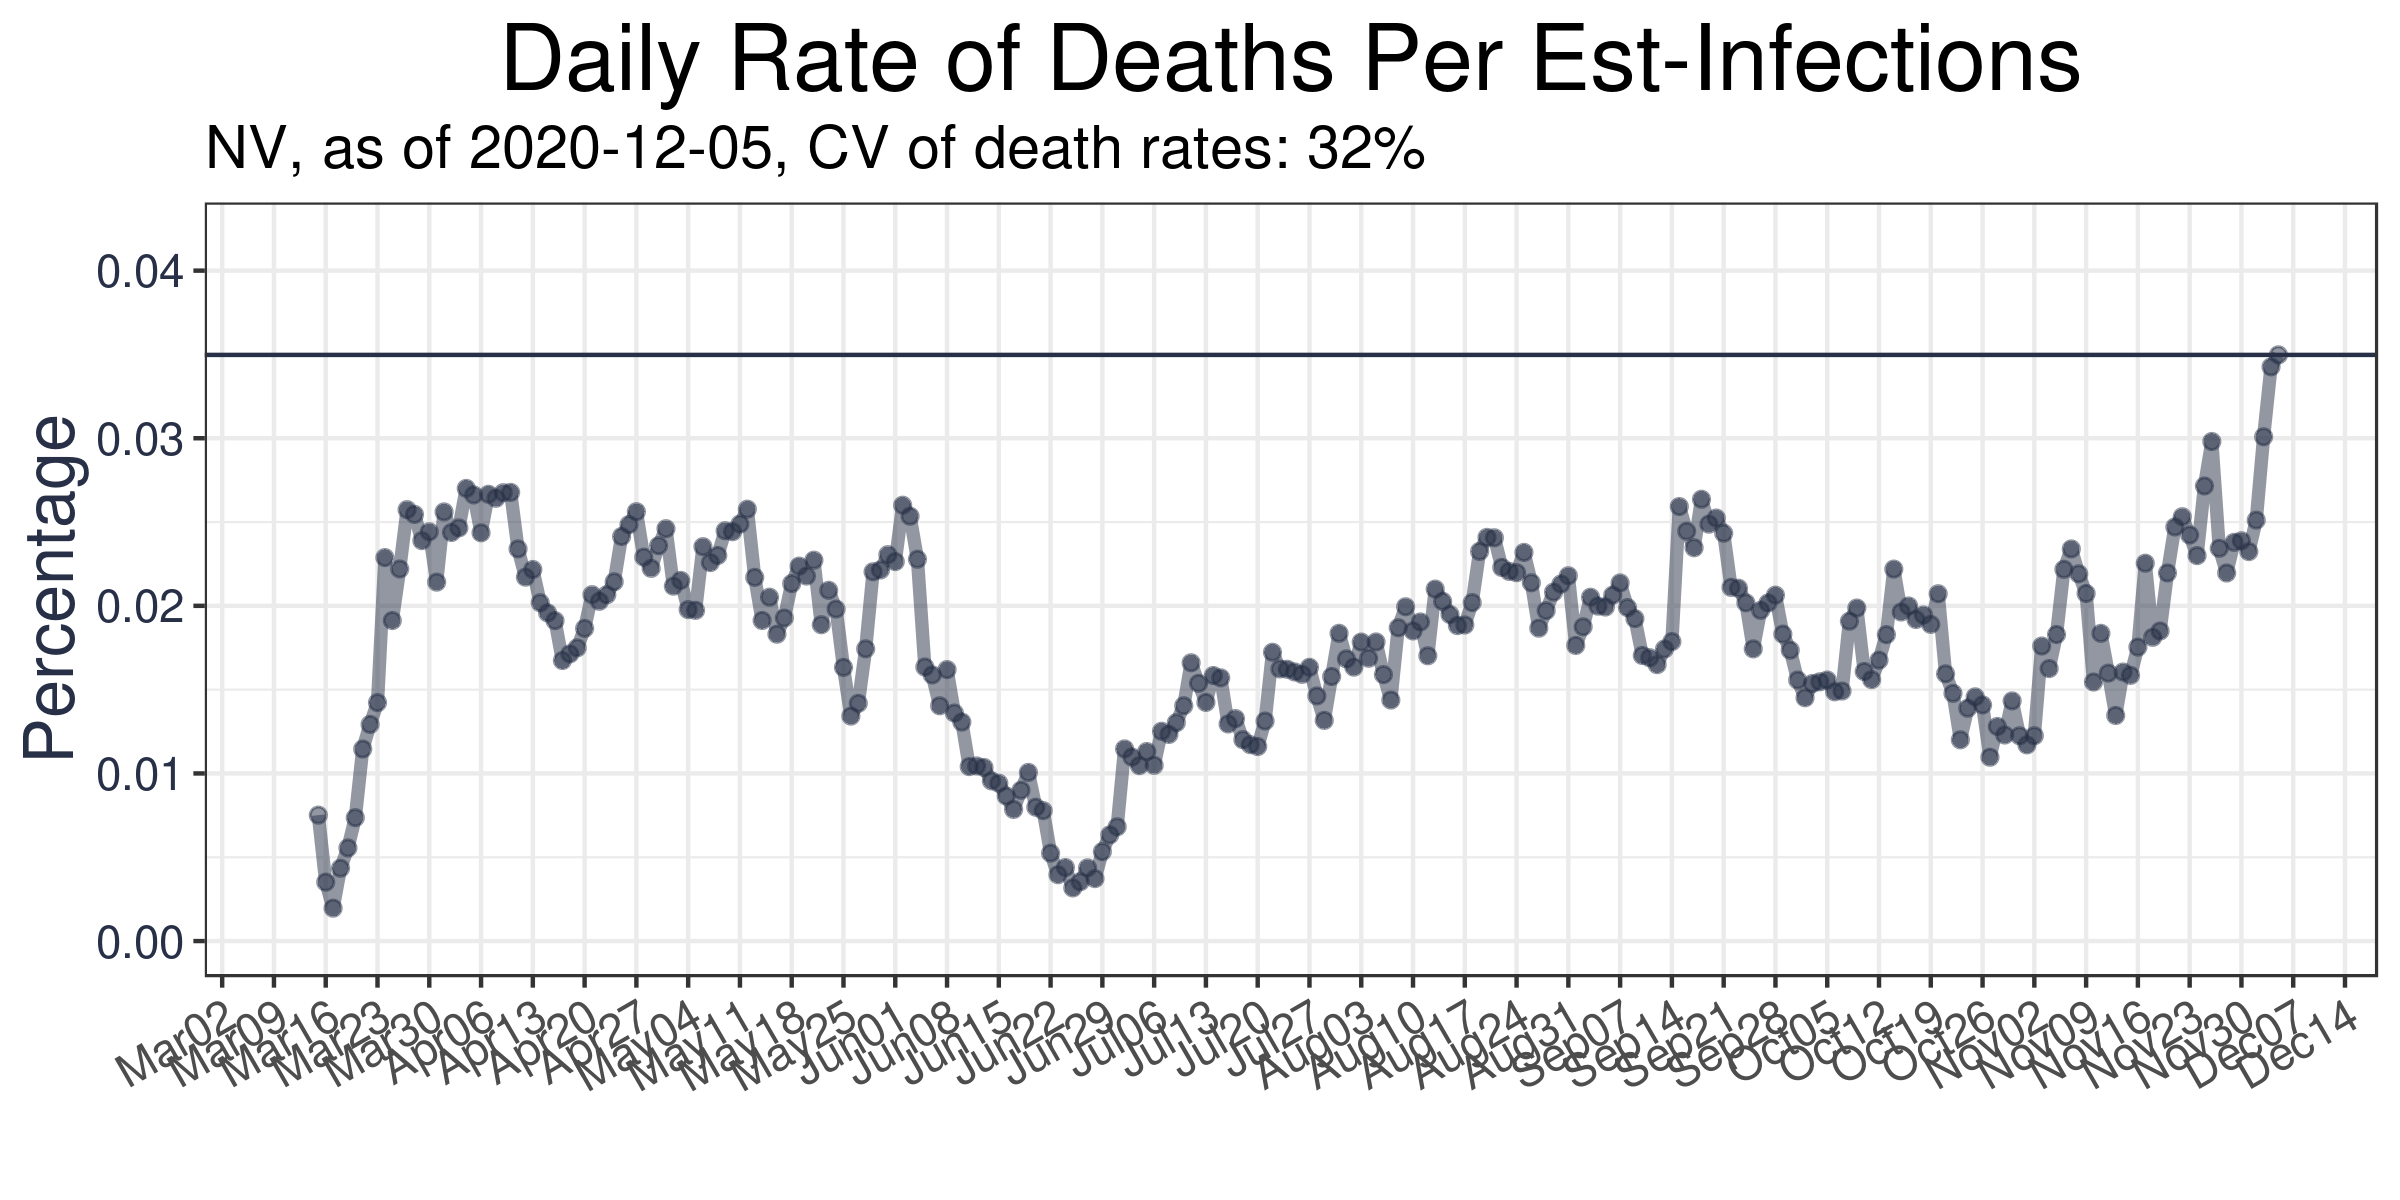 Daily Rate of Deaths Per Est-Infections
NV, as of 2020-12-05, CV of death rates: 32%
Percentage
0.04
0.03
0.02
0.01
0.00
Mar02
Mar09
Mar16
Mar23
Mar30
Apr06
Apr13
Apr20
Apr27
May04
May11
May18
May25
Jun01
Jun08
Jun15
Jun22
Jun29
Jul06
Jul13
Jul20
Jul27
Aug03
Aug10
Aug17
Aug24
Aug31
Sep07
Sep14
Sep21
Sep28
Oct05
Oct12
Oct19
Oct26
Nov02
Nov09
Nov16
Nov23
Nov30
Dec07
Dec14